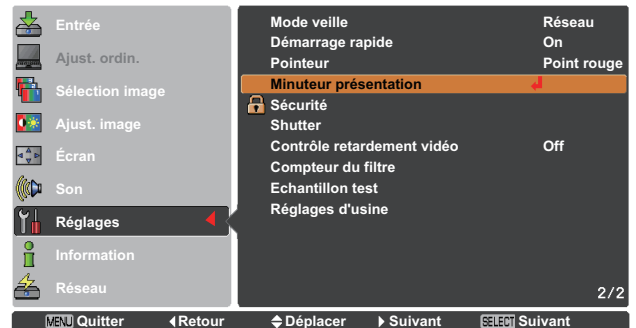 Entrée
Ajust. ordin.
Sélection image
Ajust. image
Écran
Son
Réglages
Information
Réseau
Mode veille Réseau
Démarrage rapide On
Pointeur Point rouge
Minuteur présentation
Sécurité
Shutter
Contrôle retardement vidéo Off
Compteur du filtre
Echantillon test
Réglages d'usine
2/2
MENU Quitter Retour Déplacer Suivant SELECT Suivant